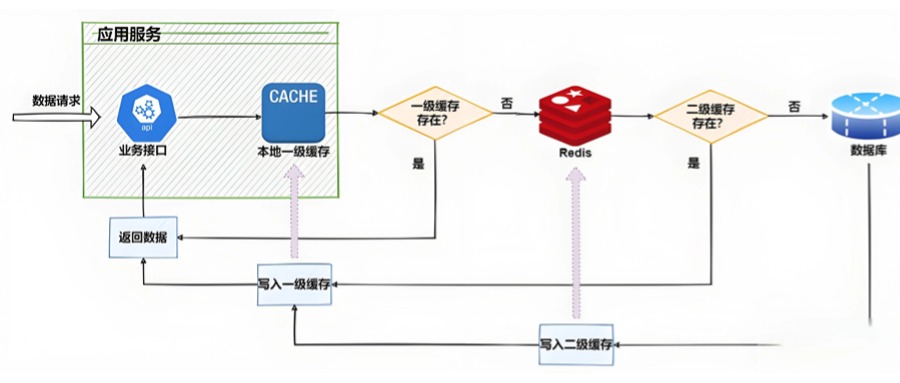 应用服务
数据请求
api
业务接口
CACHE
本地一级缓存
一级缓存
存在?
否
是
Redis
二级缓存
存在?
否
是
数据库
返回数据
写入一级缓存
写入二级缓存